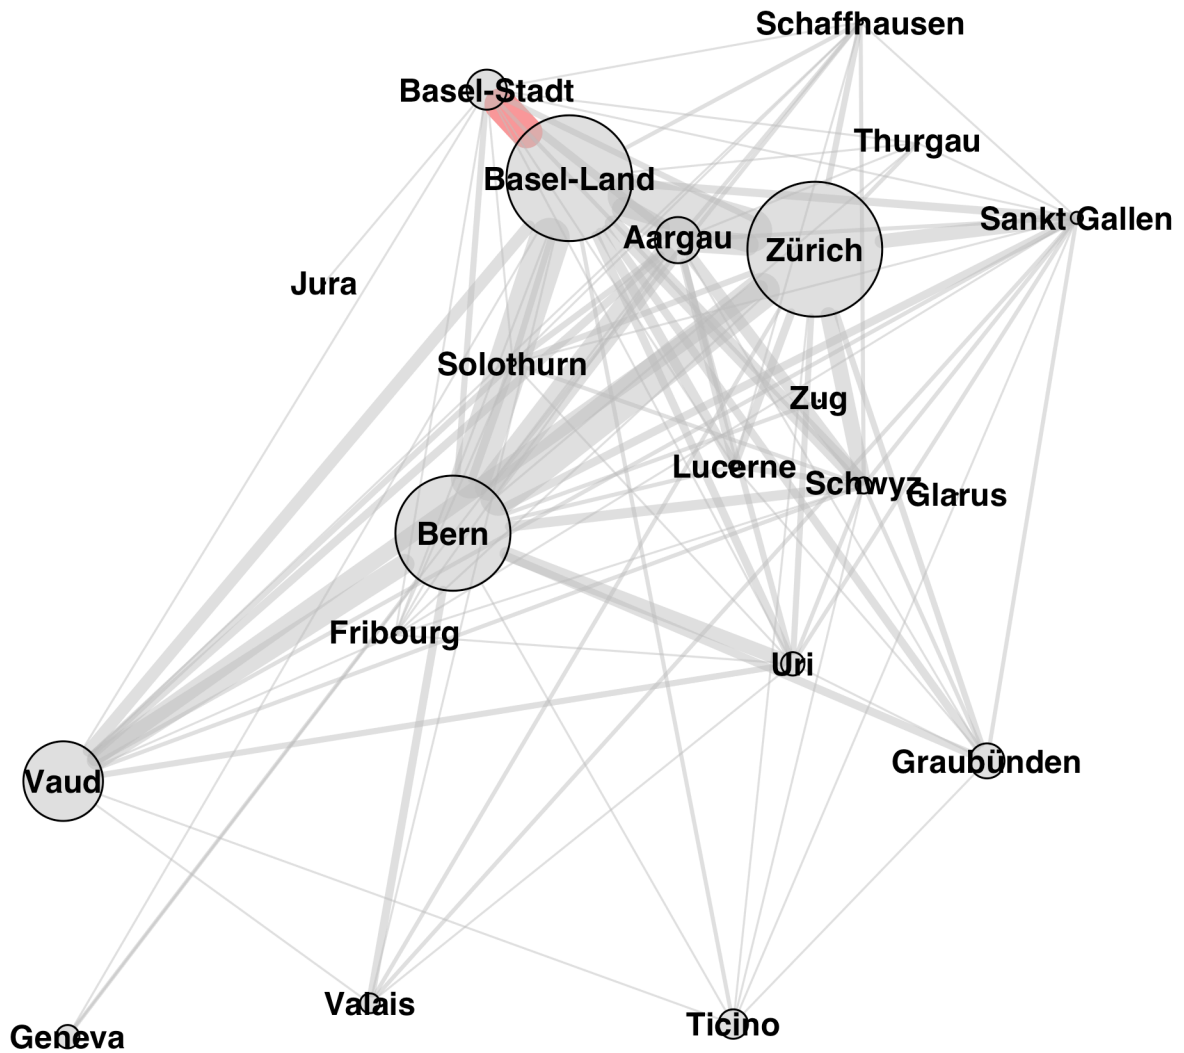 Schaffhausen
Basel-Stadt
Thurgau
Basel-Land
Sankt Gallen
Aargau
Zürich
Jura
Solothurn
Zug
Lucerne
Schwyz
Glarus
Bern
Fribourg
Uri
Graubünden
Vaud
Valais
Ticino
Geneva